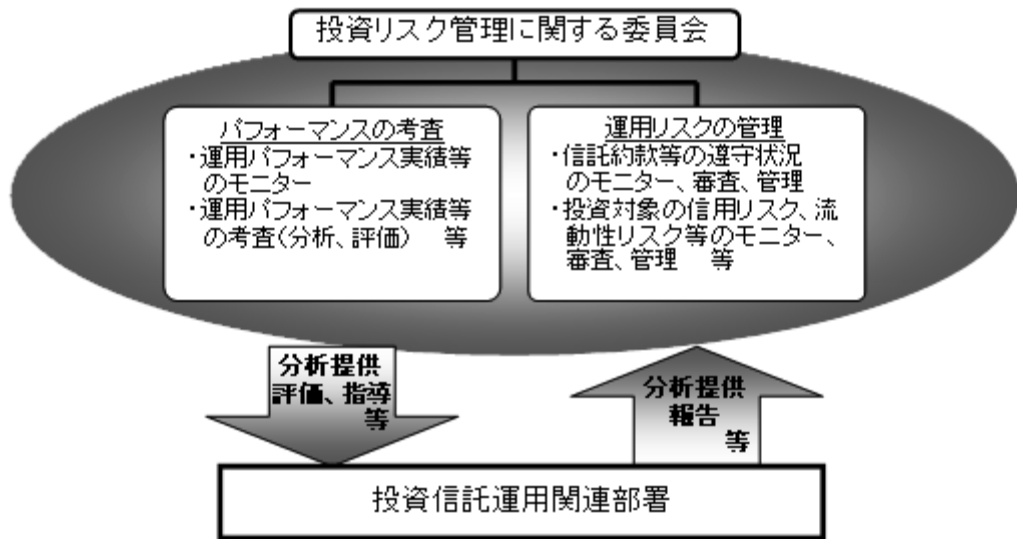 投資リスク管理に関する委員会
パフォーマンスの考査
・運用パフォーマンス実績等
のモニター
・運用パフォーマンス実績等
の考査(分析、評価) 等
運用リスクの管理
・信託約款等の遵守状況
のモニター、審査、管理
・投資対象の信用リスク、流
動性リスク等のモニター、
審査、管理 等
分析提供
評価、指導
等
分析提供
報告
等
投資信託運用関連部署